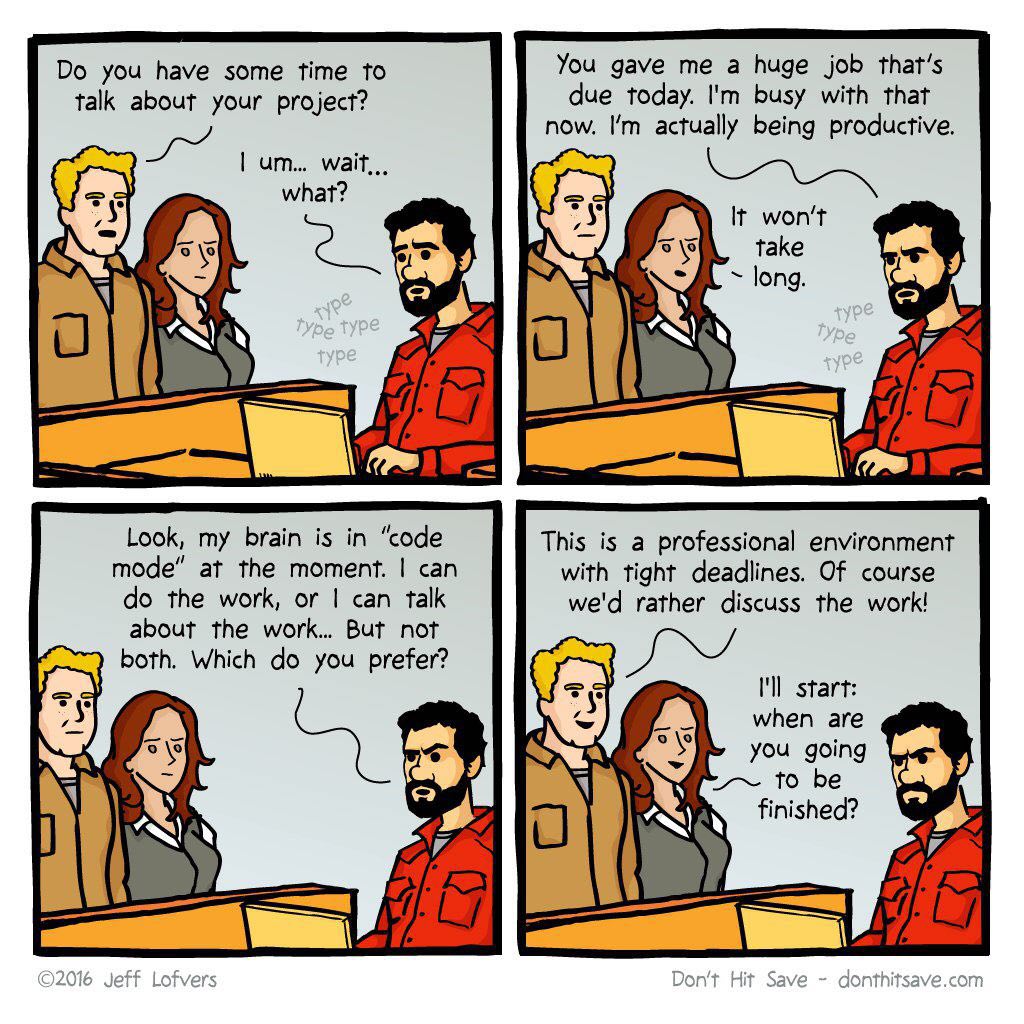 Do you have some time to
talk about your project?
I um... wait...
what?
type
type type
type
You gave me a huge job that's
due today. I'm busy with that
now. I'm actually being productive.
It won't
take
long.
type
type
type
Look, my brain is in "code
mode" at the moment. I can
do the work, or I can talk
about the work... But not
both. Which do you prefer?
This is a professional environment
with tight deadlines. Of course
we'd rather discuss the work!
I'll start:
when are
you going
to be
finished?
©2016 Jeff Lofvers
Don't Hit Save - donthitsave.com